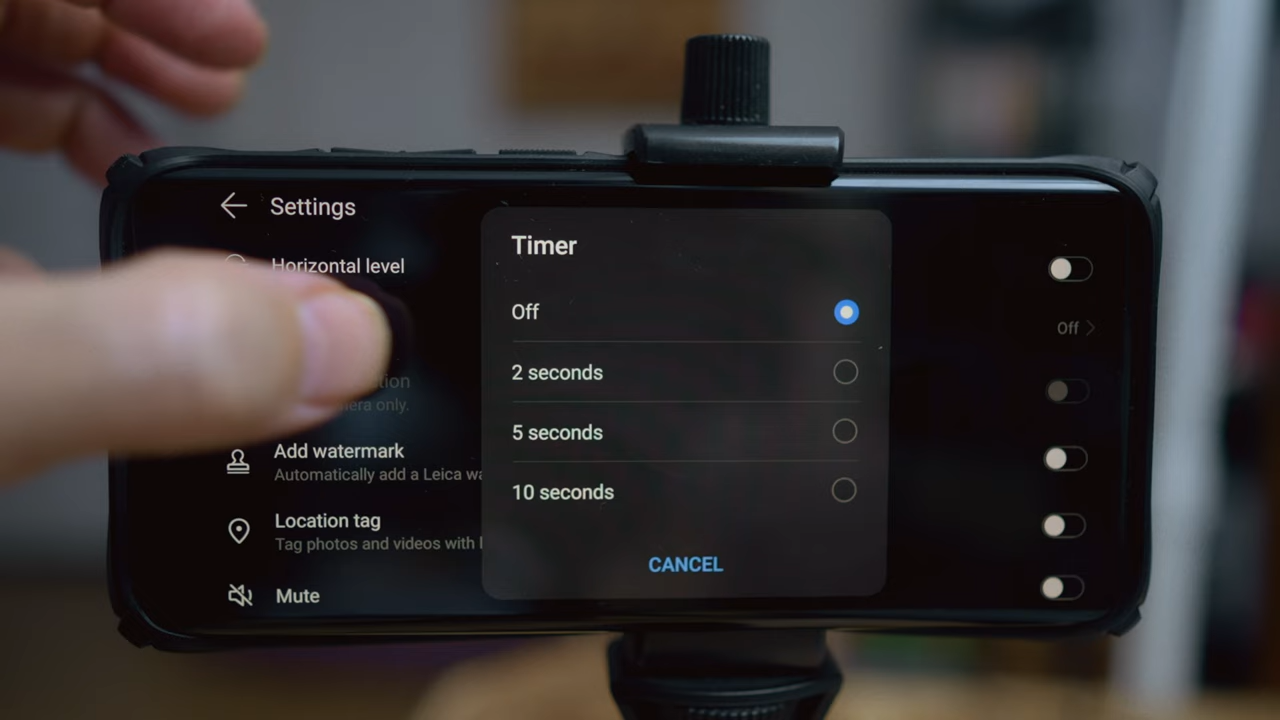 Settings
Horizontal level
Off
Add watermark
Automatically add a Leica
Location tag
Tag photos and videos with
Mute
Timer
Off
2 seconds
5 seconds
10 seconds
CANCEL